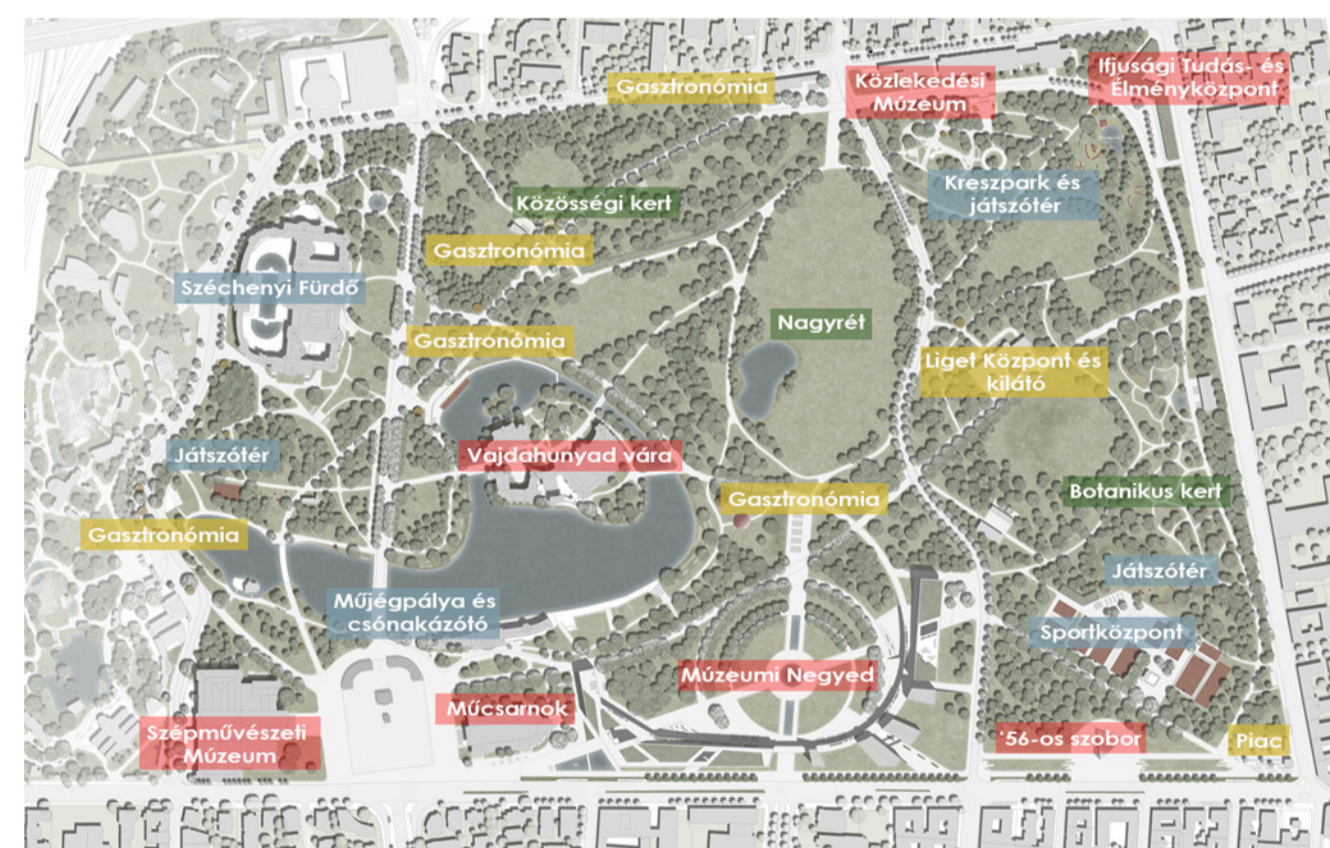 Gasztronómia
Közlekedési
Múzeum
Ifjusági Tudás- és
Élményközpont
Kreszpark és
játszótér
Közösségi kert
Gasztronómia
Széchenyi Fürdő
Nagyrét
Gasztronómia
Liget Központ és
kilátó
Játszótér
Vajdahunyad vára
Gasztronómia
Botanikus kert
Gasztronómia
Játszótér
Műjégpálya és
csónakázótó
Sportközpont
Múzeumi Negyed
Műcsarnok
Szépművészeti
Múzeum
'56-os szobor
Piac